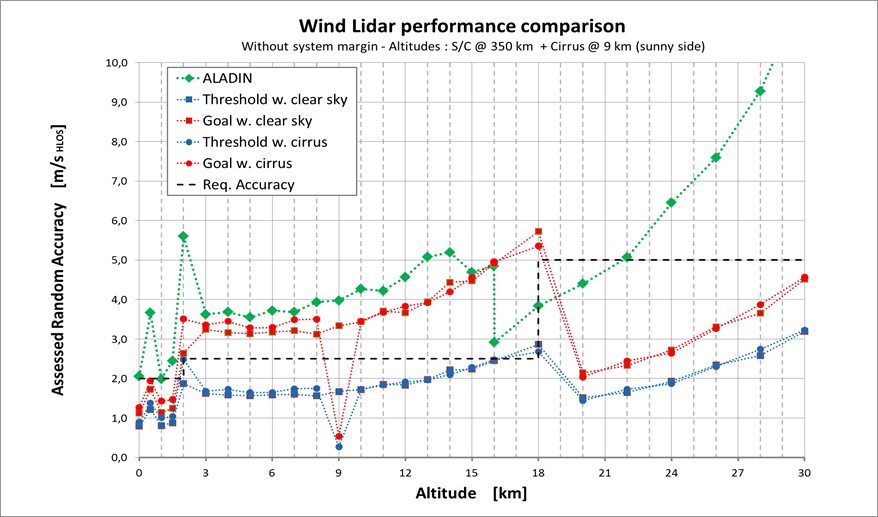 Wind Lidar performance comparison
Without system margin - Altitudes : S/C @ 350 km + Cirrus @ 9 km (sunny side)
Assessed Random Accuracy [m/s HLOS]
10,0
9,0
8,0
7,0
6,0
5,0
4,0
3,0
2,0
1,0
0,0
ALADIN
Threshold w. clear sky
Goal w. clear sky
Threshold w. cirrus
Goal w. cirrus
Req. Accuracy
0 3 6 9 12 15 18 21 24 27 30
Altitude [km]